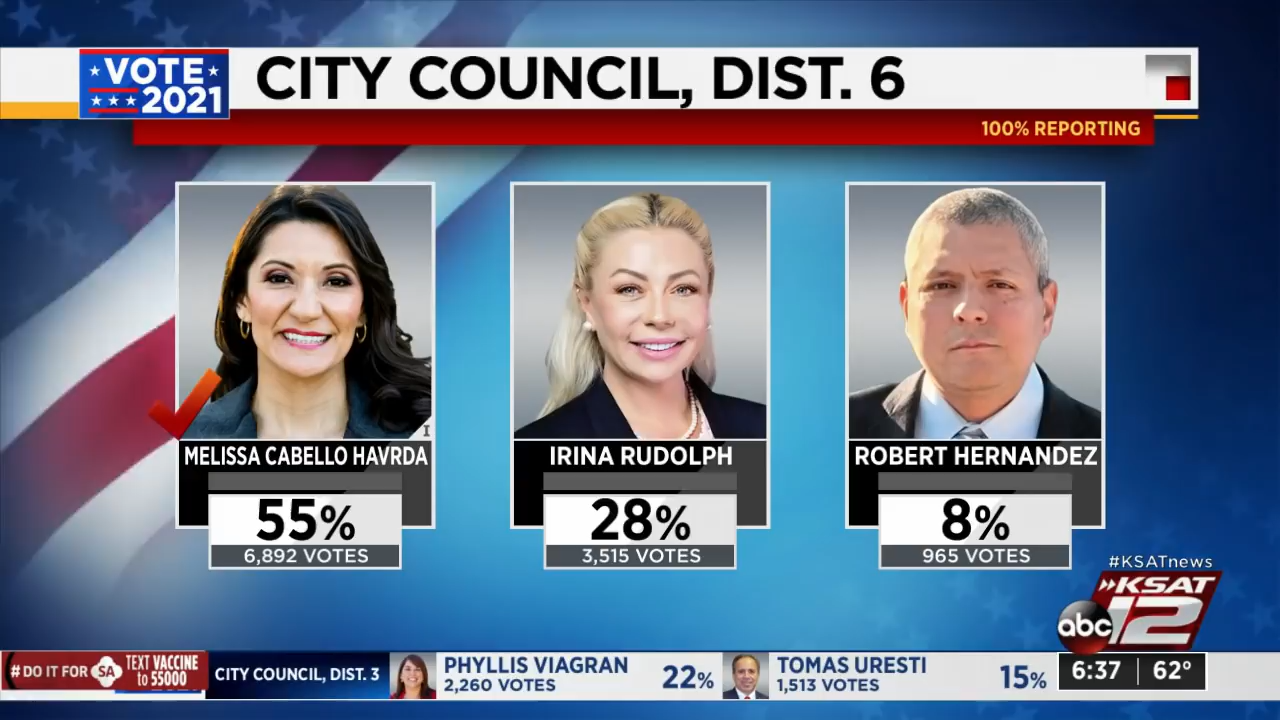 VOTE
2021
CITY COUNCIL, DIST. 6
100% REPORTING
I
MELISSA CABELLO HAVRDA
55%
6,892 VOTES
IRINA RUDOLPH
28%
3,515 VOTES
ROBERT HERNANDEZ
8%
965 VOTES
#KSATnews
KSAT
abc 12
#DO IT FOR SA
TEXT VACCINE
to 55000
CITY COUNCIL, DIST. 3
PHYLLIS VIAGRAN
2,260 VOTES
22%
TOMAS URESTI
1,513 VOTES
15%
6:37
62°